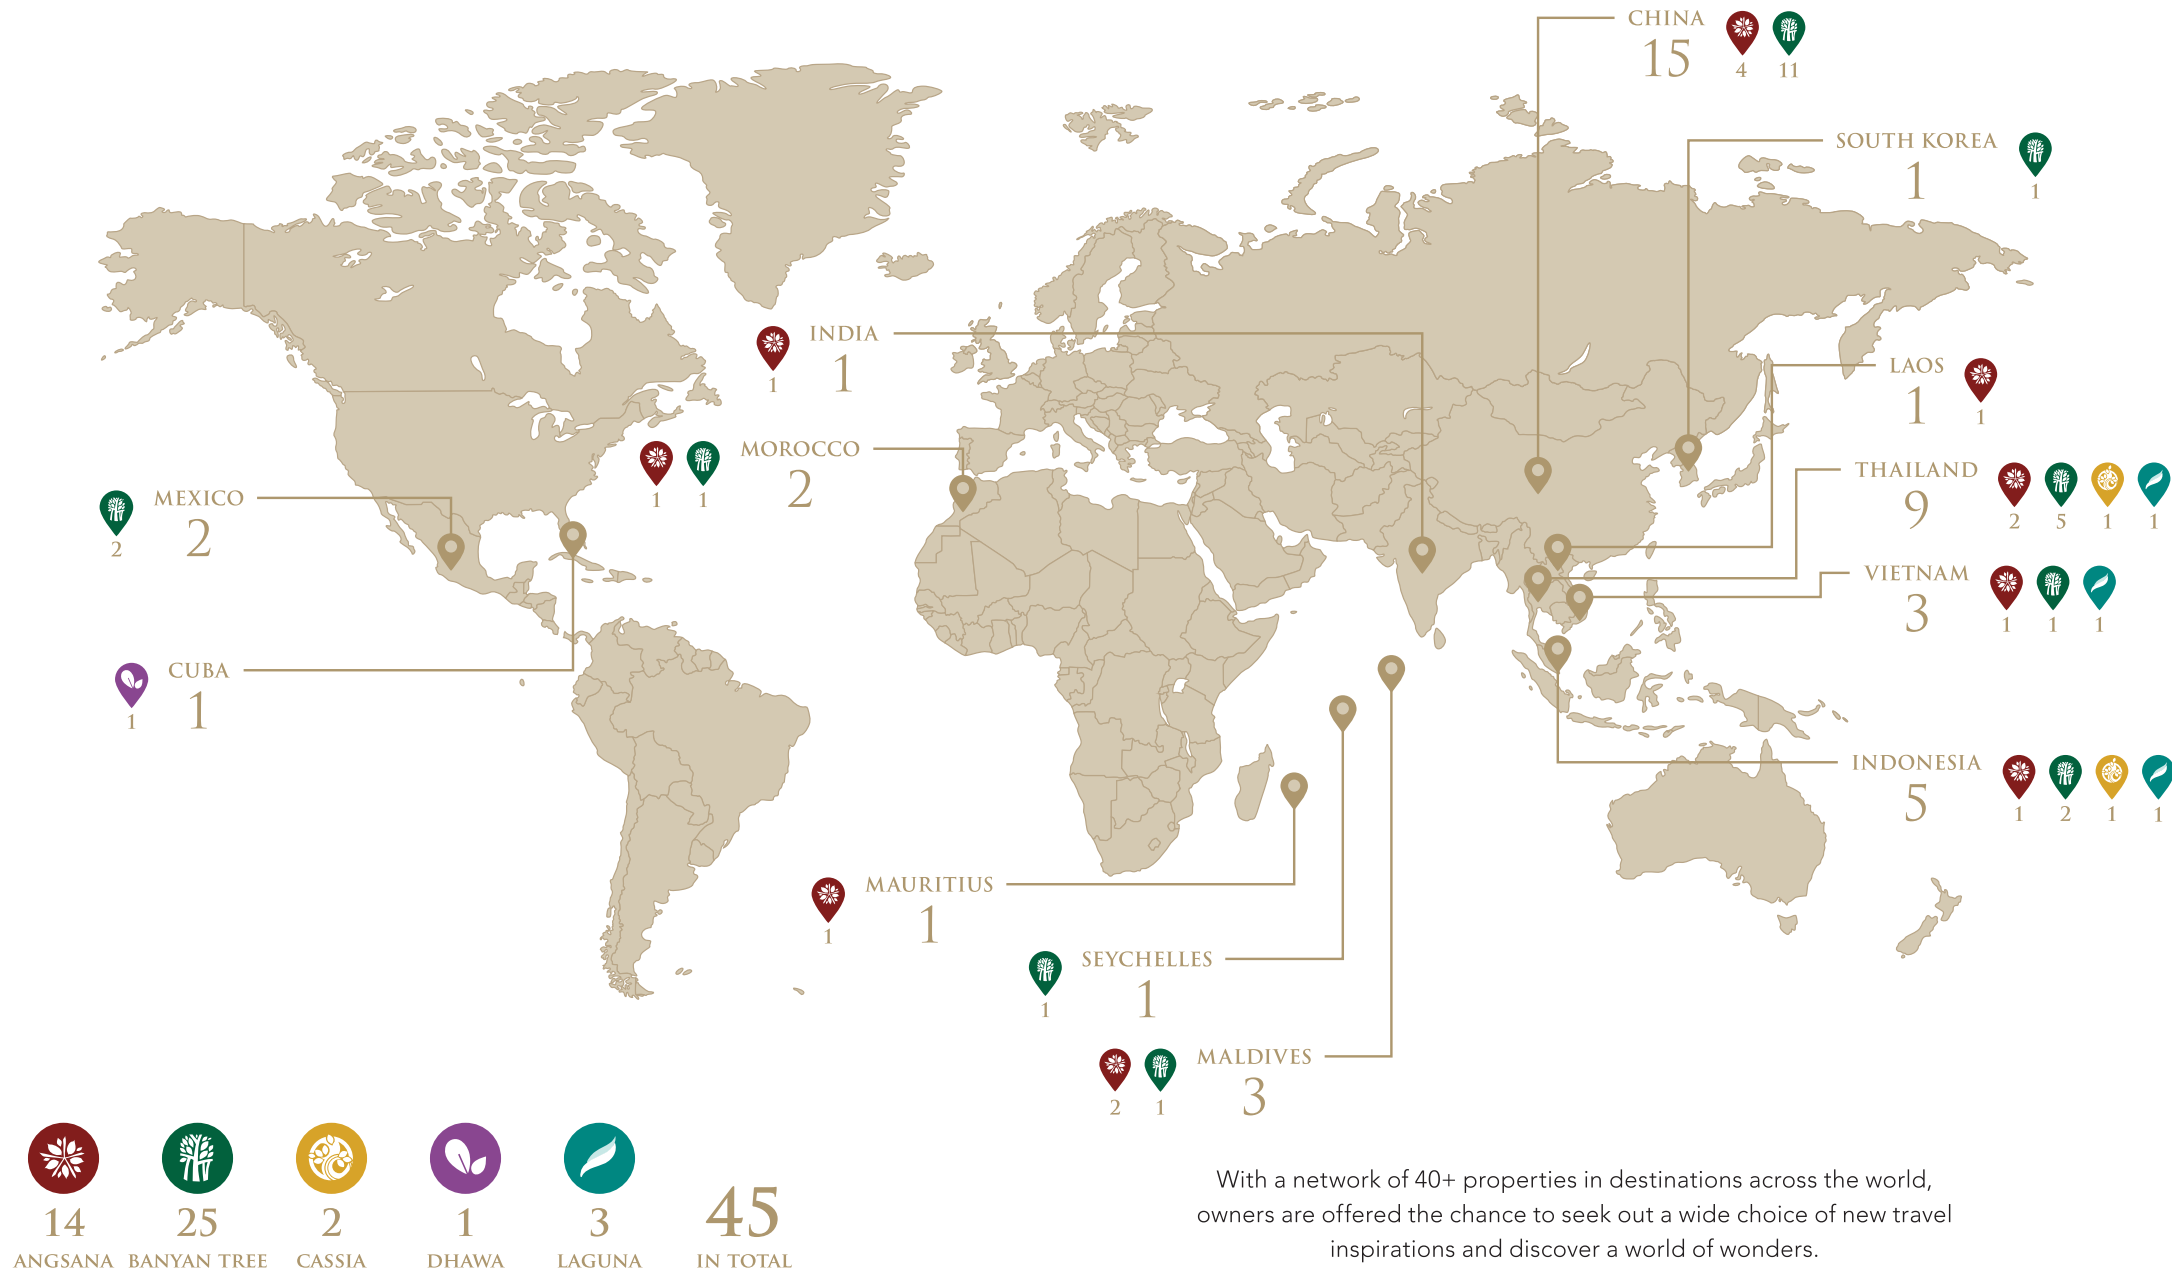 CHINA
15
4 11
SOUTH KOREA
1
1
INDIA
1
1
LAOS
1
1
MOROCCO
2
1 1
THAILAND
9
2 5 1 1
MEXICO
2
2
VIETNAM
3
1 1 1
CUBA
1
1
INDONESIA
5
1 2 1 1
MAURITIUS
1
1
SEYCHELLES
1
1
MALDIVES
3
2 1
14 25 2 1 3 45
ANGSANA BANYAN TREE CASSIA DHAWA LAGUNA IN TOTAL
With a network of 40+ properties in destinations across the world,
owners are offered the chance to seek out a wide choice of new travel
inspirations and discover a world of wonders.